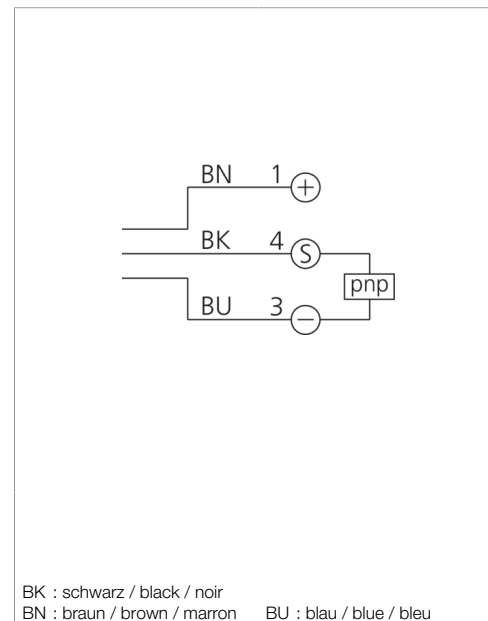 BN 1 +
BK 4 S
pnp
BU 3 −
BK : schwarz / black / noir
BN : braun / brown / marron BU : blau / blue / bleu